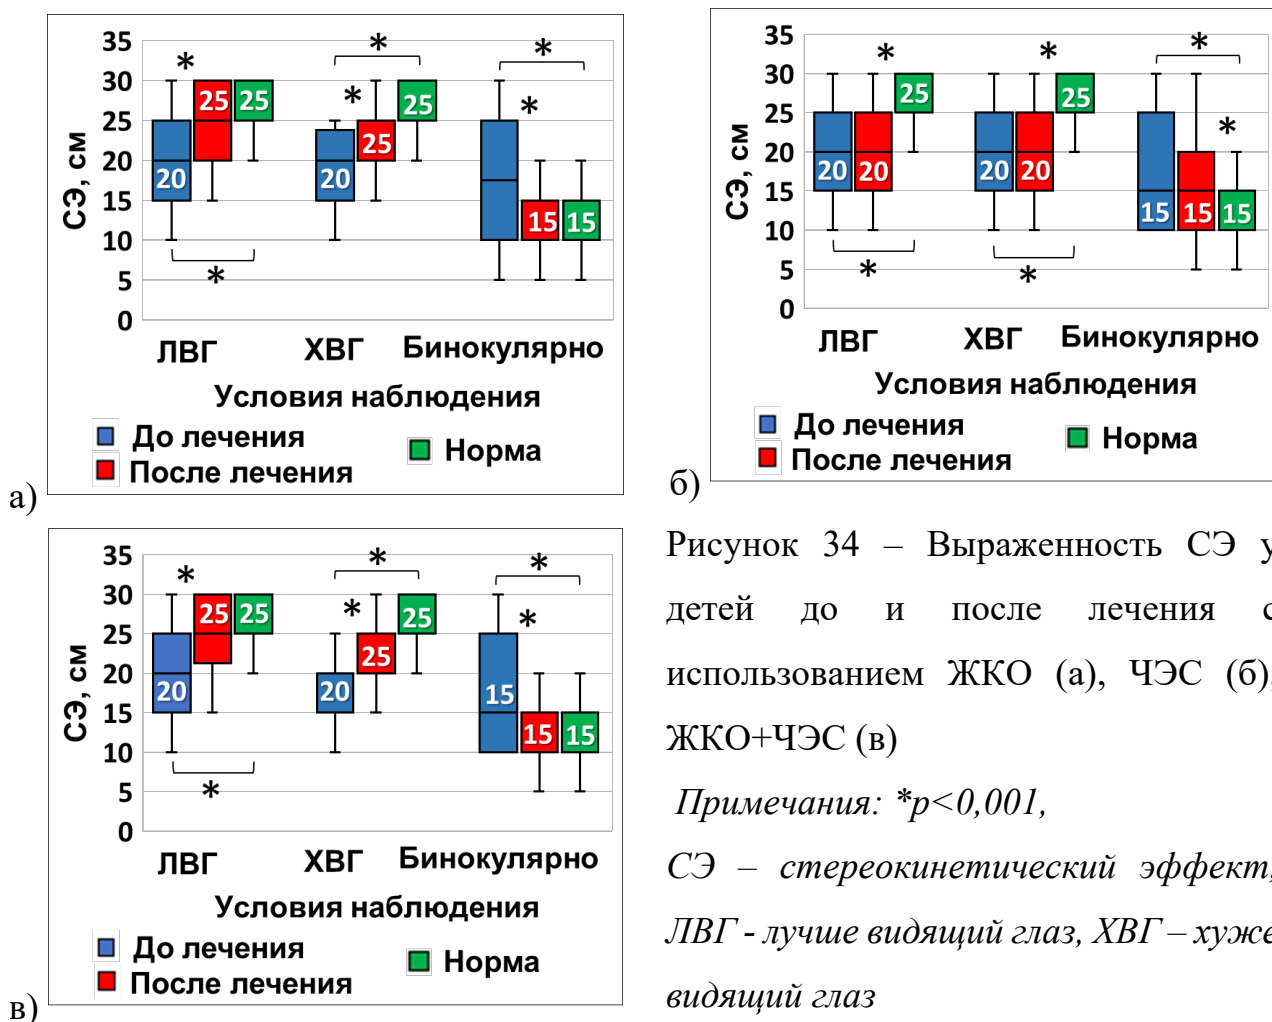 35
30
25
20
15
10
5
0
СЭ, см
*
*
*
*
*
*
20
25
25
20
25
25
15
15
ЛВГ
ХВГ
Бинокулярно
Условия наблюдения
До лечения
После лечения
Норма
а)
35
30
25
20
15
10
5
0
СЭ, см
*
*
*
*
*
*
20
20
25
20
20
25
15
15
15
ЛВГ
ХВГ
Бинокулярно
Условия наблюдения
До лечения
После лечения
Норма
б)
35
30
25
20
15
10
5
0
СЭ, см
*
*
*
*
*
*
20
25
25
20
25
25
15
15
15
ЛВГ
ХВГ
Бинокулярно
Условия наблюдения
До лечения
После лечения
Норма
в)
Рисунок 34 – Выраженность СЭ у
детей до и после лечения с
использованием ЖКО (а), ЧЭС (б),
ЖКО+ЧЭС (в)
Примечания: *p<0,001,
СЭ – стереокинетический эффект,
ЛВГ - лучше видящий глаз, ХВГ – хуже
видящий глаз